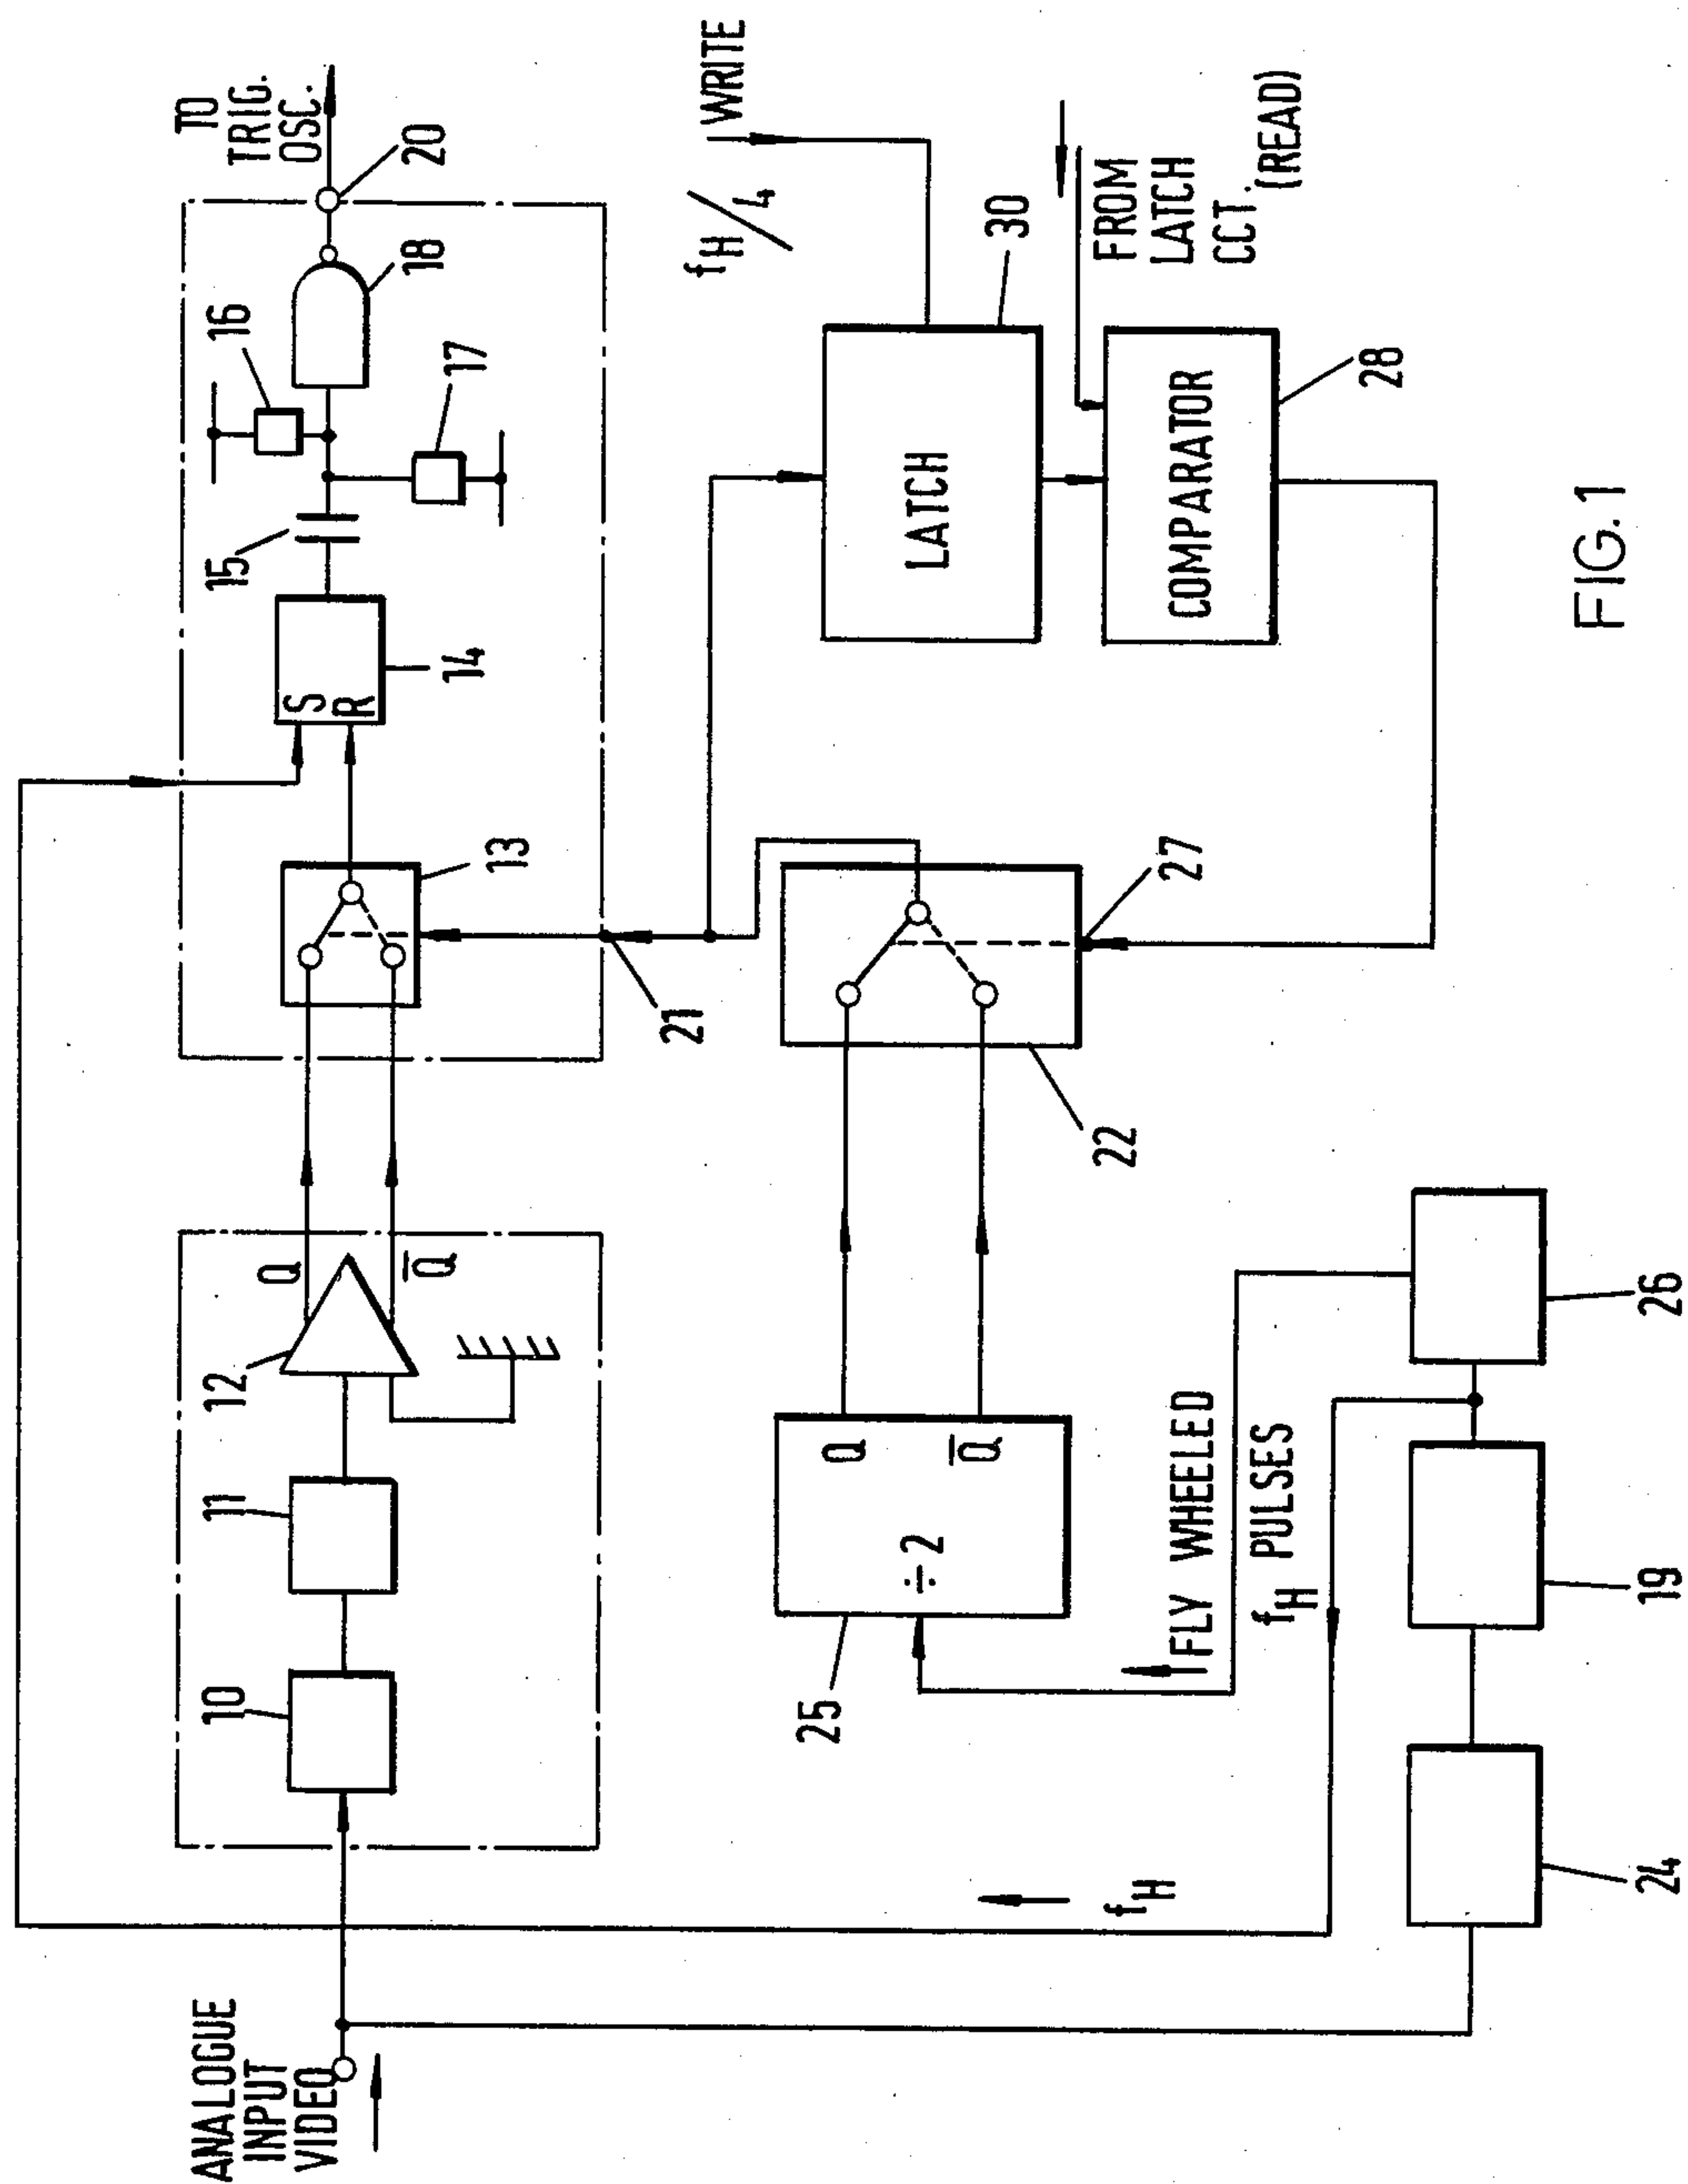 ANALOGUE
INPUT
VIDEO
10
11
12
Q
Q̅
13
S
R
14
15
16
17
18
TO
TRIG.
OSC.
20
21
fH
25
÷2
Q
Q̅
22
27
LATCH
30
fH/4
WRITE
COMPARATOR
28
FROM
LATCH
CCT.
(READ)
FLY WHEELED
fH PULSES
24
19
26
FIG.1